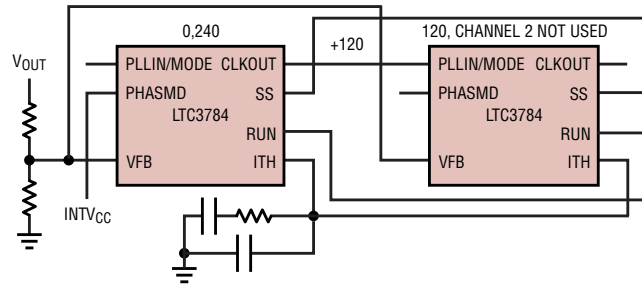 0,240
+120
120, CHANNEL 2 NOT USED
VOUT
PLLIN/MODE CLKOUT
PHASMD SS
LTC3784
RUN
VFB ITH
INTVCC
PLLIN/MODE CLKOUT
PHASMD SS
LTC3784
RUN
VFB ITH